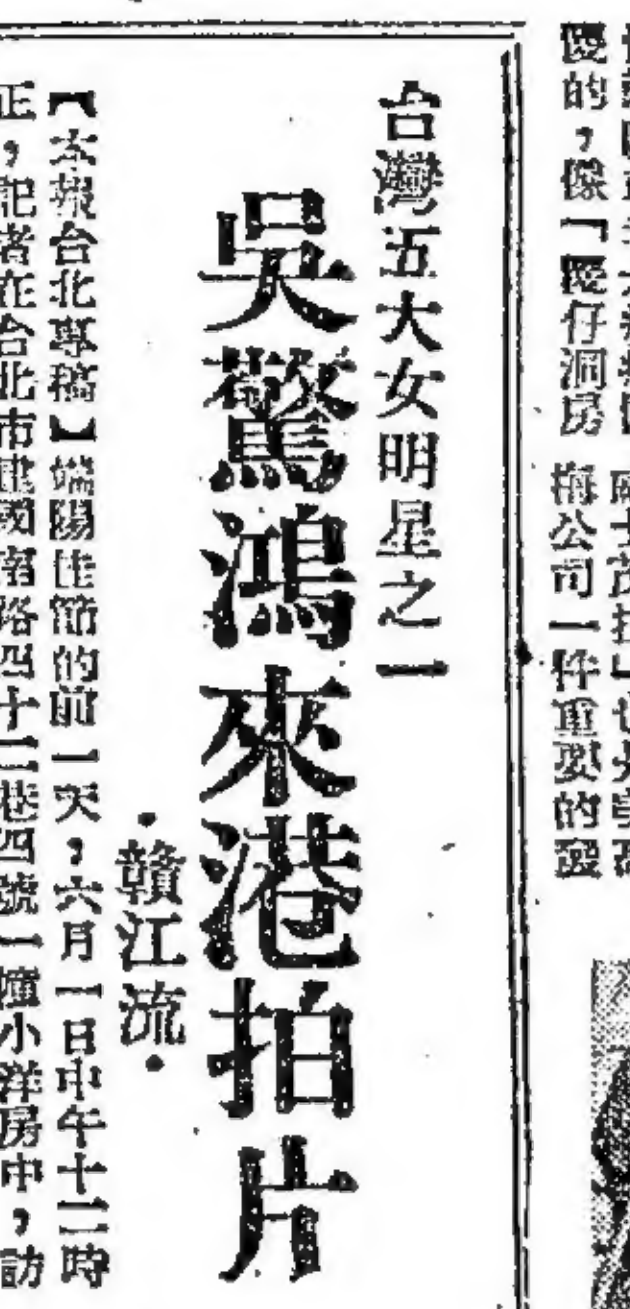 慶的，像「慶仔洞房
梅公司一件重要的發
台灣五大女明星之一
吳驚鴻來港拍片
·贛江流·
【本報台北專稿】端陽佳節的前一天，六月一日中午十二時
正，記者在台北市建國南路四十二巷四號一幢小洋房中，訪